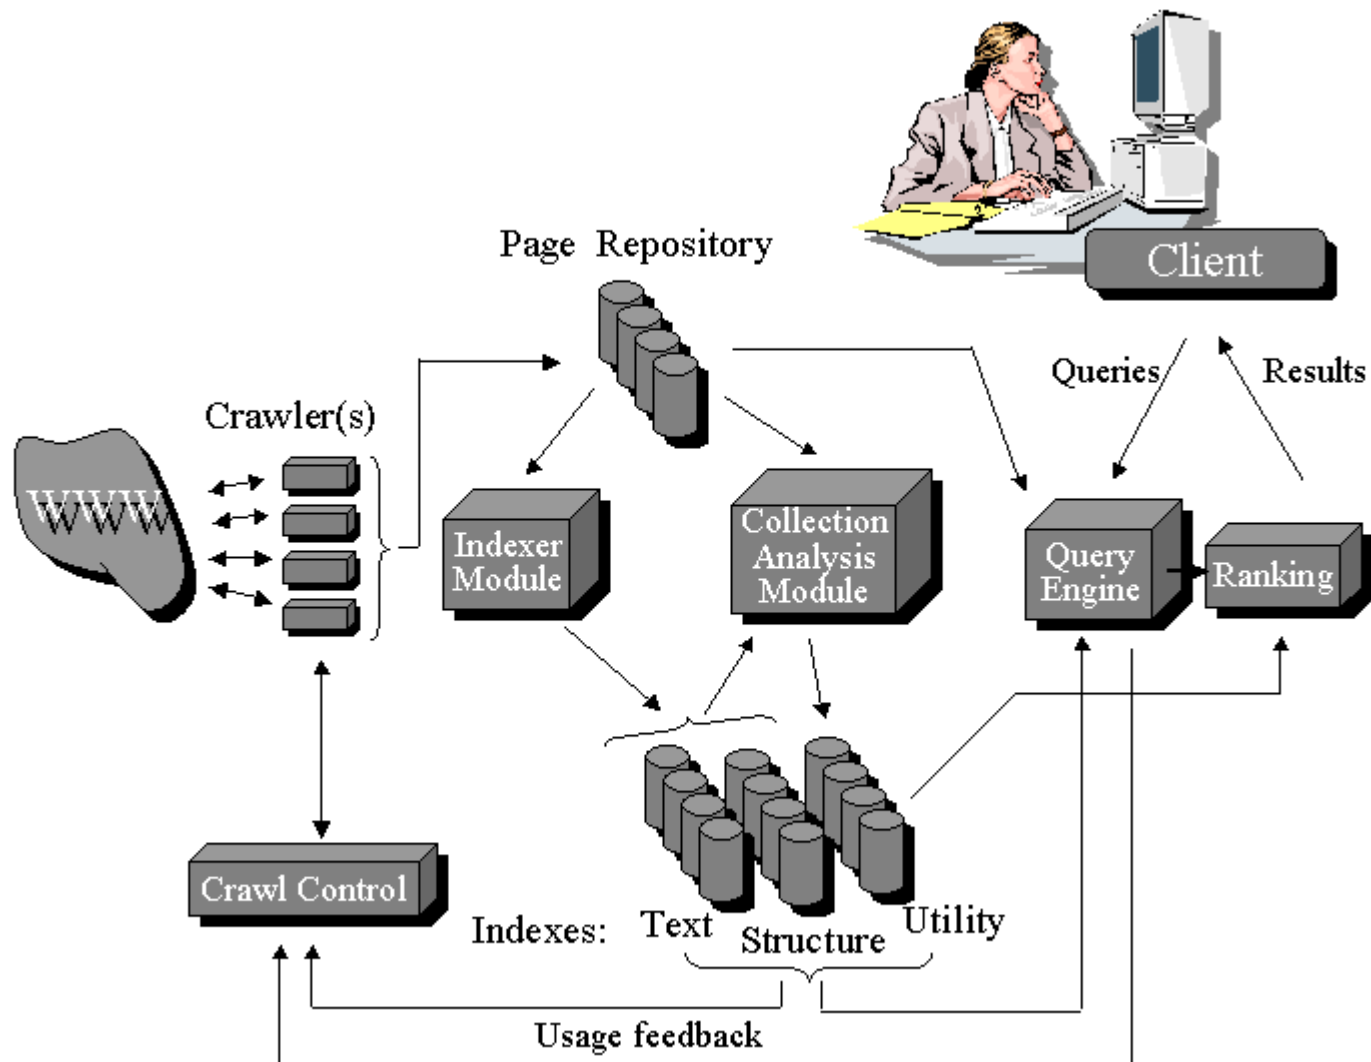 Page Repository
Client
Queries
Results
Crawler(s)
WWW
Indexer
Module
Collection
Analysis
Module
Query
Engine
Ranking
Crawl Control
Indexes:
Text
Structure
Utility
Usage feedback